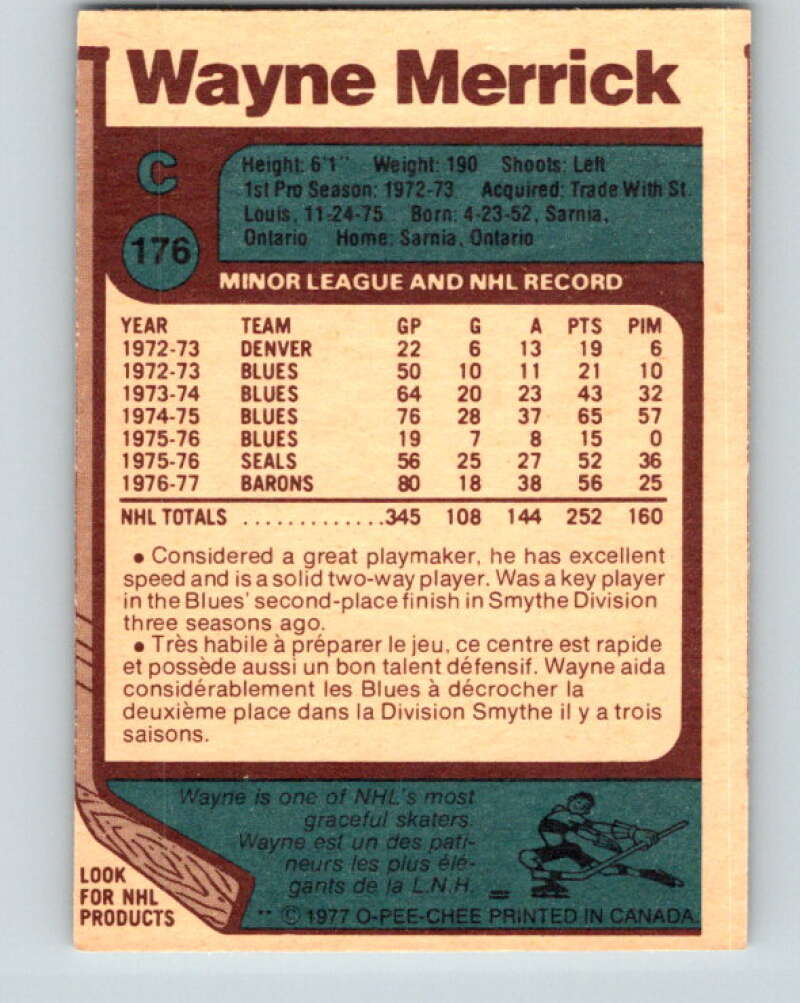 Wayne Merrick
C
Height: 6'1" Weight: 190 Shoots: Left
1st Pro Season: 1972-73 Acquired: Trade With St.
Louis, 11-24-75 Born: 4-23-52, Sarnia,
Ontario Home: Sarnia, Ontario
176
MINOR LEAGUE AND NHL RECORD
YEAR TEAM GP G A PTS PIM
1972-73 DENVER 22 6 13 19 6
1972-73 BLUES 50 10 11 21 10
1973-74 BLUES 64 20 23 43 32
1974-75 BLUES 76 28 37 65 57
1975-76 BLUES 19 7 8 15 0
1975-76 SEALS 56 25 27 52 36
1976-77 BARONS 80 18 38 56 25
NHL TOTALS .............345 108 144 252 160
• Considered a great playmaker, he has excellent
speed and is a solid two-way player. Was a key player
in the Blues' second-place finish in Smythe Division
three seasons ago.
• Très habile à préparer le jeu, ce centre est rapide
et possède aussi un bon talent défensif. Wayne aida
considérablement les Blues à décrocher la
deuxième place dans la Division Smythe il y a trois
saisons.
Wayne is one of NHL's most
graceful skaters.
Wayne est un des pati-
neurs les plus élé-
gants de la L.N.H.
LOOK
FOR NHL
PRODUCTS
** © 1977 O-PEE-CHEE PRINTED IN CANADA.